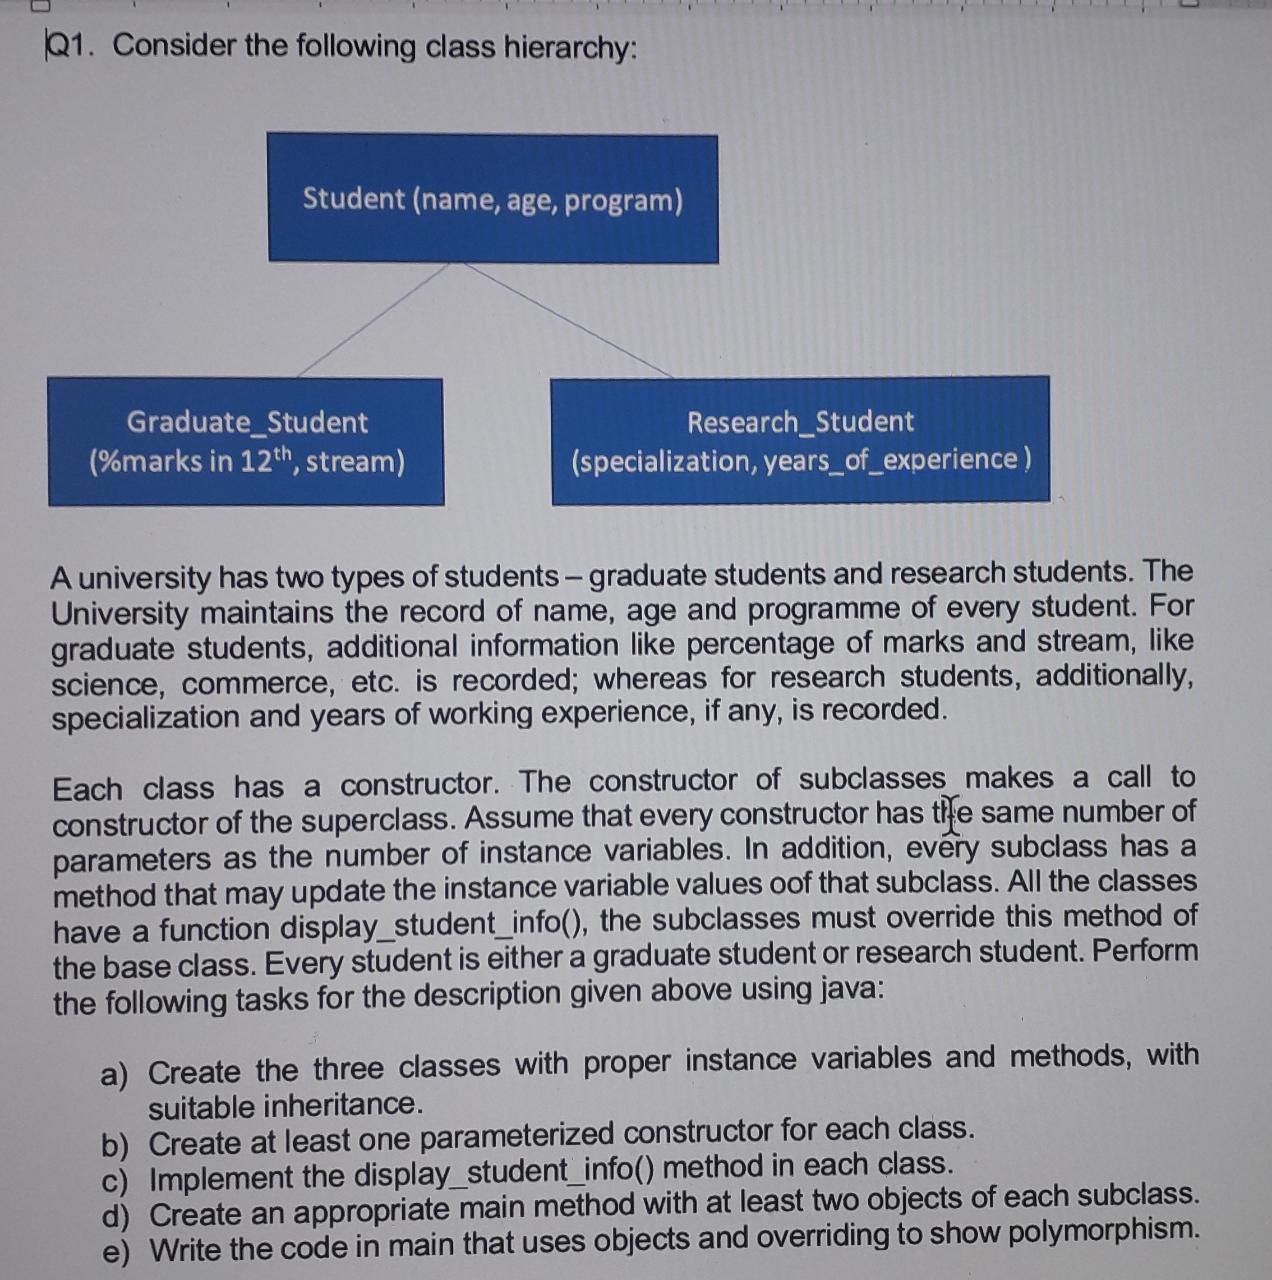 Q1. Consider the following class hierarchy:
Student (name, age, program)
Graduate_Student
(%marks in 12th, stream)
Research_Student
(specialization, years_of_experience )
A university has two types of students – graduate students and research students. The
University maintains the record of name, age and programme of every student. For
graduate students, additional information like percentage of marks and stream, like
science, commerce, etc. is recorded; whereas for research students, additionally,
specialization and years of working experience, if any, is recorded.
Each class has a constructor. The constructor of subclasses makes a call to
constructor of the superclass. Assume that every constructor has the same number of
parameters as the number of instance variables. In addition, every subclass has a
method that may update the instance variable values oof that subclass. All the classes
have a function display_student_info(), the subclasses must override this method of
the base class. Every student is either a graduate student or research student. Perform
the following tasks for the description given above using java:
a) Create the three classes with proper instance variables and methods, with
suitable inheritance.
b) Create at least one parameterized constructor for each class.
c) Implement the display_student_info() method in each class.
d) Create an appropriate main method with at least two objects of each subclass.
e) Write the code in main that uses objects and overriding to show polymorphism.